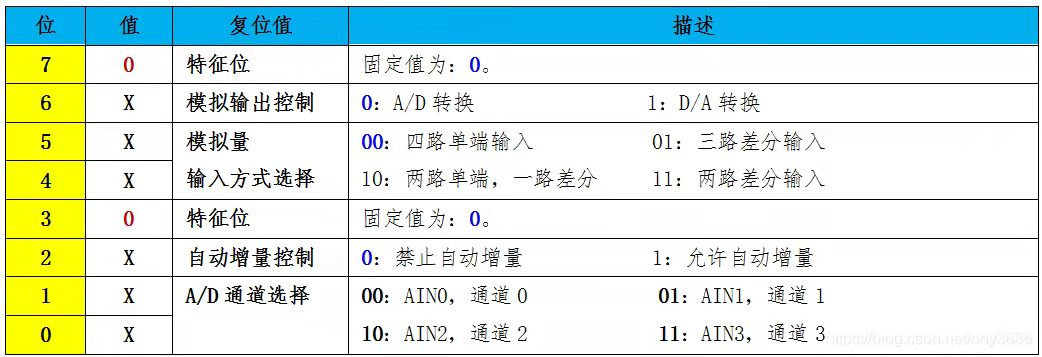 位 值 复位值 描述
7 0 特征位 固定值为：0。
6 X 模拟输出控制 0：A/D 转换 1：D/A 转换
5 X 模拟量 00：四路单端输入 01：三路差分输入
4 X 输入方式选择 10：两路单端，一路差分 11：两路差分输入
3 0 特征位 固定值为：0。
2 X 自动增量控制 0：禁止自动增量 1：允许自动增量
1 X A/D 通道选择 00：AIN0，通道 0 01：AIN1，通道 1
0 X 10：AIN2，通道 2 11：AIN3，通道 3
https://blog.csdn.net/ony3686